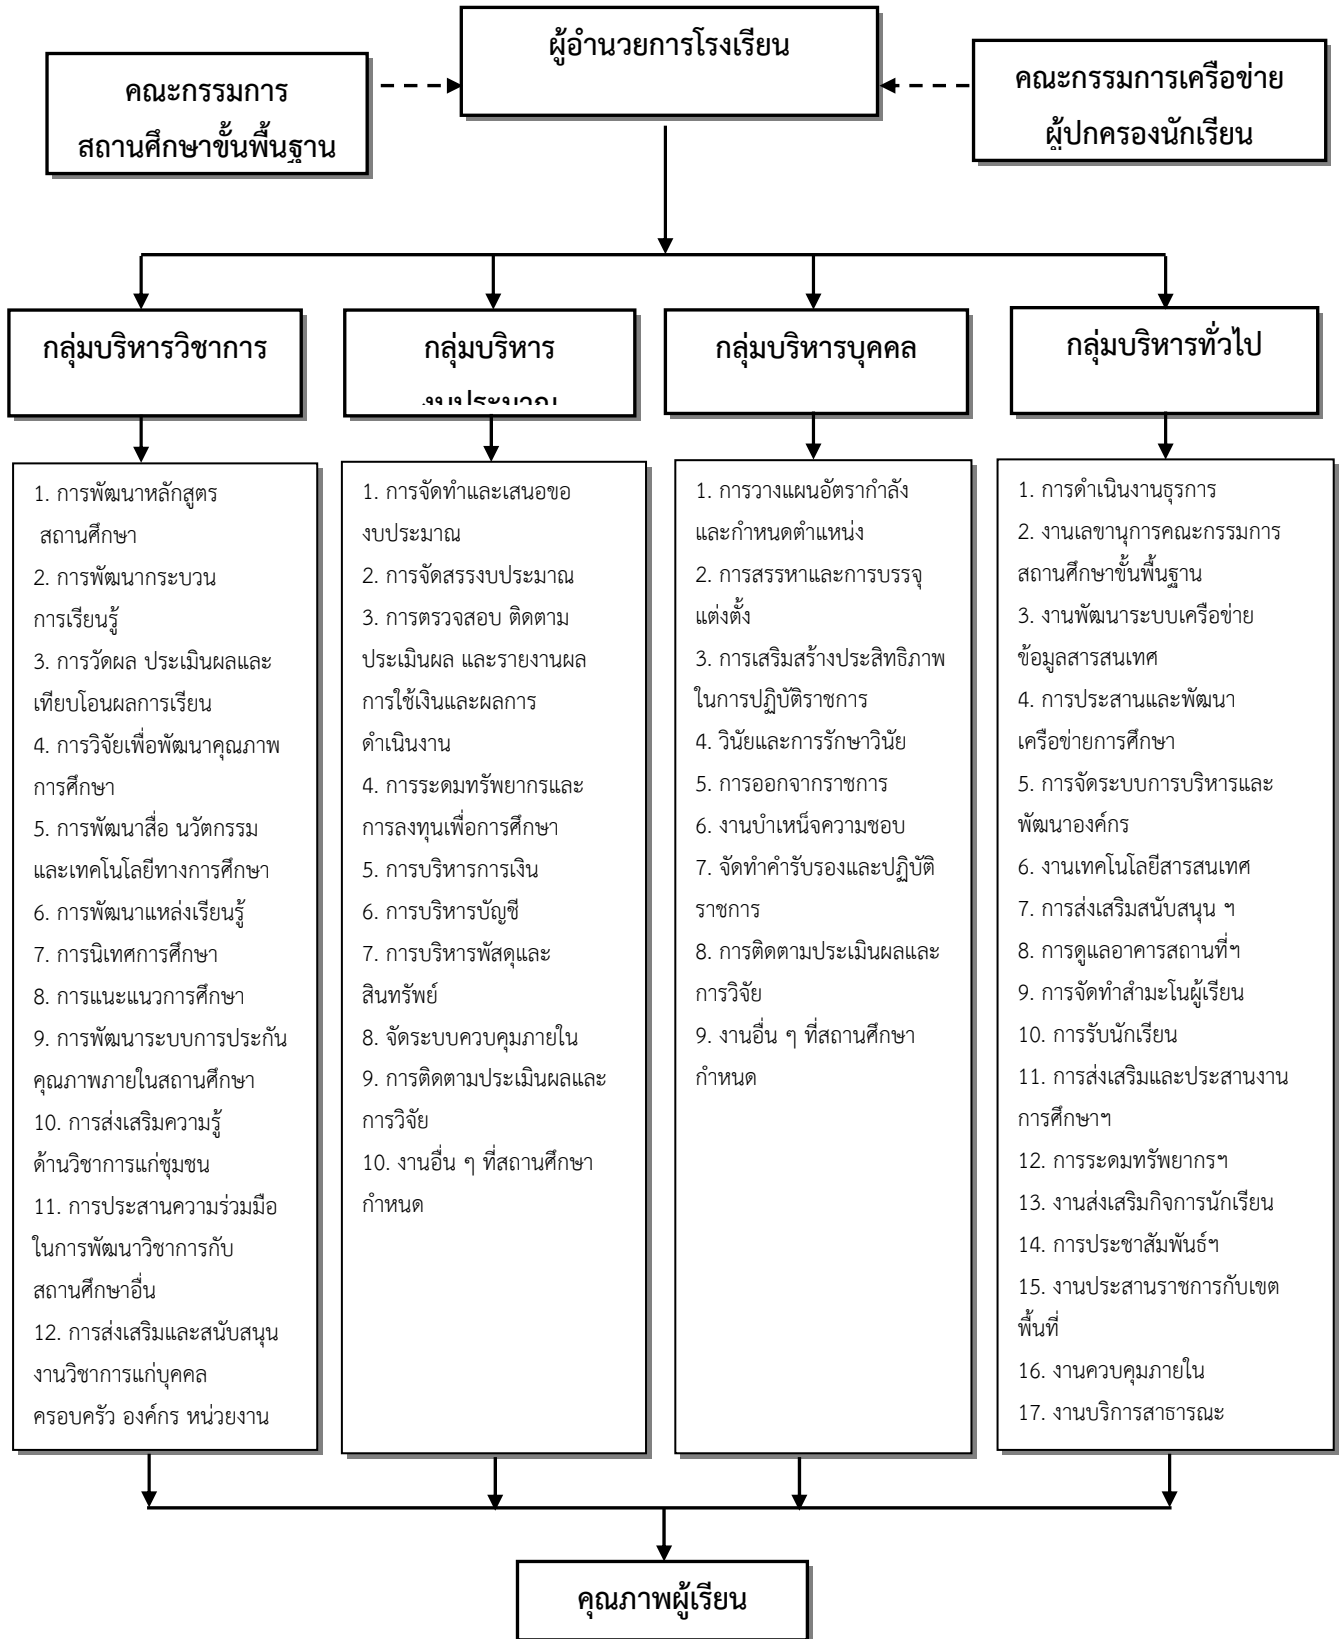 ผู้อำนวยการโรงเรียน
คณะกรรมการ
สถานศึกษาขั้นพื้นฐาน
คณะกรรมการเครือข่าย
ผู้ปกครองนักเรียน
กลุ่มบริหารวิชาการ
กลุ่มบริหาร
งบประมาณ
กลุ่มบริหารบุคคล
กลุ่มบริหารทั่วไป
1. การพัฒนาหลักสูตร
สถานศึกษา
2. การพัฒนากระบวน
การเรียนรู้
3. การวัดผล ประเมินผลและ
เทียบโอนผลการเรียน
4. การวิจัยเพื่อพัฒนาคุณภาพ
การศึกษา
5. การพัฒนาสื่อ นวัตกรรม
และเทคโนโลยีทางการศึกษา
6. การพัฒนาแหล่งเรียนรู้
7. การนิเทศการศึกษา
8. การแนะแนวการศึกษา
9. การพัฒนาระบบการประกัน
คุณภาพภายในสถานศึกษา
10. การส่งเสริมความรู้
ด้านวิชาการแก่ชุมชน
11. การประสานความร่วมมือ
ในการพัฒนาวิชาการกับ
สถานศึกษาอื่น
12. การส่งเสริมและสนับสนุน
งานวิชาการแก่บุคคล
ครอบครัว องค์กร หน่วยงาน
1. การจัดทำและเสนอขอ
งบประมาณ
2. การจัดสรรงบประมาณ
3. การตรวจสอบ ติดตาม
ประเมินผล และรายงานผล
การใช้เงินและผลการ
ดำเนินงาน
4. การระดมทรัพยากรและ
การลงทุนเพื่อการศึกษา
5. การบริหารการเงิน
6. การบริหารบัญชี
7. การบริหารพัสดุและ
สินทรัพย์
8. จัดระบบควบคุมภายใน
9. การติดตามประเมินผลและ
การวิจัย
10. งานอื่น ๆ ที่สถานศึกษา
กำหนด
1. การวางแผนอัตรากำลัง
และกำหนดตำแหน่ง
2. การสรรหาและการบรรจุ
แต่งตั้ง
3. การเสริมสร้างประสิทธิภาพ
ในการปฏิบัติราชการ
4. วินัยและการรักษาวินัย
5. การออกจากราชการ
6. งานบำเหน็จความชอบ
7. จัดทำคำรับรองและปฏิบัติ
ราชการ
8. การติดตามประเมินผลและ
การวิจัย
9. งานอื่น ๆ ที่สถานศึกษา
กำหนด
1. การดำเนินงานธุรการ
2. งานเลขานุการคณะกรรมการ
สถานศึกษาขั้นพื้นฐาน
3. งานพัฒนาระบบเครือข่าย
ข้อมูลสารสนเทศ
4. การประสานและพัฒนา
เครือข่ายการศึกษา
5. การจัดระบบการบริหารและ
พัฒนาองค์กร
6. งานเทคโนโลยีสารสนเทศ
7. การส่งเสริมสนับสนุน ฯ
8. การดูแลอาคารสถานที่ฯ
9. การจัดทำสำมะโนผู้เรียน
10. การรับนักเรียน
11. การส่งเสริมและประสานงาน
การศึกษาฯ
12. การระดมทรัพยากรฯ
13. งานส่งเสริมกิจการนักเรียน
14. การประชาสัมพันธ์ฯ
15. งานประสานราชการกับเขต
พื้นที่
16. งานควบคุมภายใน
17. งานบริการสาธารณะ
คุณภาพผู้เรียน